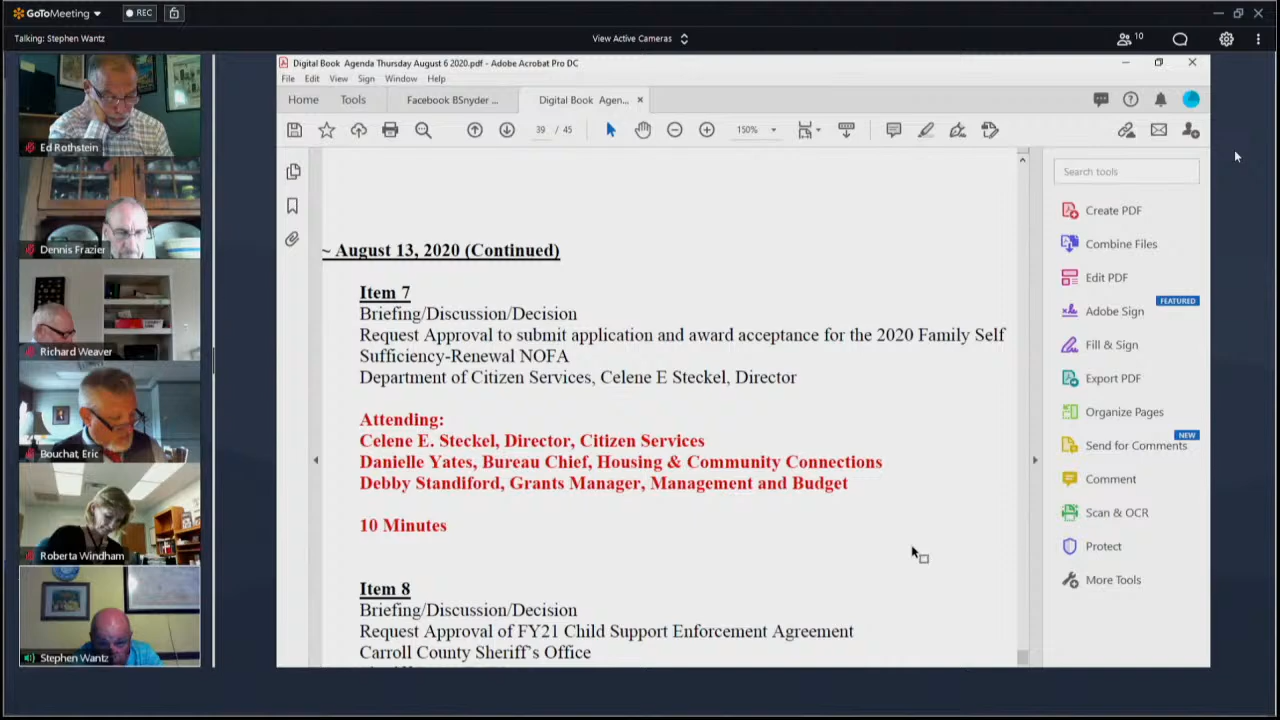 GoToMeeting
REC
Talking: Stephen Wantz
View Active Cameras
10
Ed Rothstein
Dennis Frazier
Richard Weaver
Bouchat, Eric
Roberta Windham
Stephen Wantz
Digital Book Agenda Thursday August 6 2020.pdf - Adobe Acrobat Pro DC
File Edit View Sign Window Help
Home Tools Facebook BSnyder ... Digital Book Agen... ×
39 / 45 150%
~ August 13, 2020 (Continued)
Item 7
Briefing/Discussion/Decision
Request Approval to submit application and award acceptance for the 2020 Family Self
Sufficiency-Renewal NOFA
Department of Citizen Services, Celene E Steckel, Director
Attending:
Celene E. Steckel, Director, Citizen Services
Danielle Yates, Bureau Chief, Housing & Community Connections
Debby Standiford, Grants Manager, Management and Budget
10 Minutes
Item 8
Briefing/Discussion/Decision
Request Approval of FY21 Child Support Enforcement Agreement
Carroll County Sheriff's Office
Search tools
Create PDF
Combine Files
Edit PDF
FEATURED
Adobe Sign
Fill & Sign
Export PDF
Organize Pages
NEW
Send for Comments
Comment
Scan & OCR
Protect
More Tools